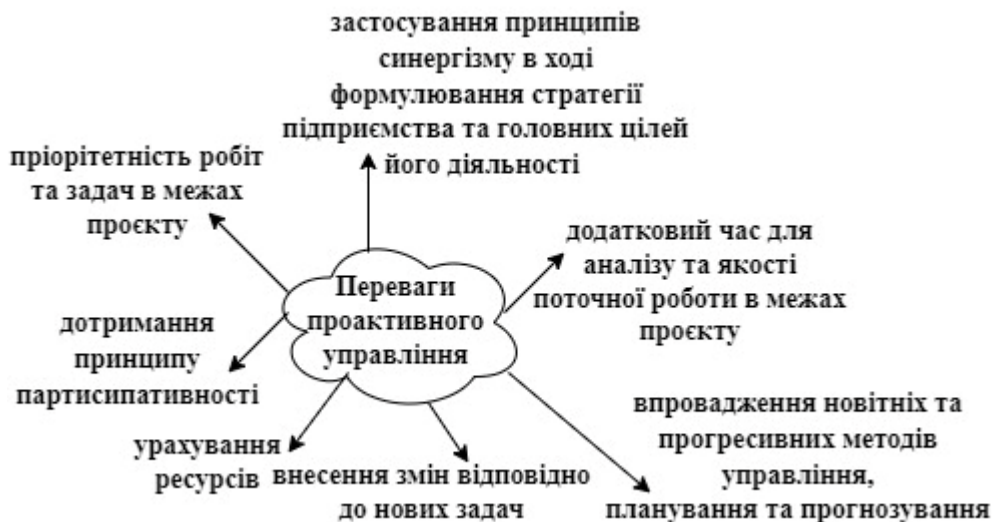 застосування принципів
синергізму в ході
формулювання стратегії
підприємства та головних цілей
його діяльності
пріорітетність робіт
та задач в межах
проєкту
додатковий час для
аналізу та якості
поточної роботи в межах
проєкту
Переваги
проактивного
управління
дотримання
принципу
партисипативності
впровадження новітніх та
прогресивних методів
управління,
планування та прогнозування
урахування
ресурсів
внесення змін відповідно
до нових задач